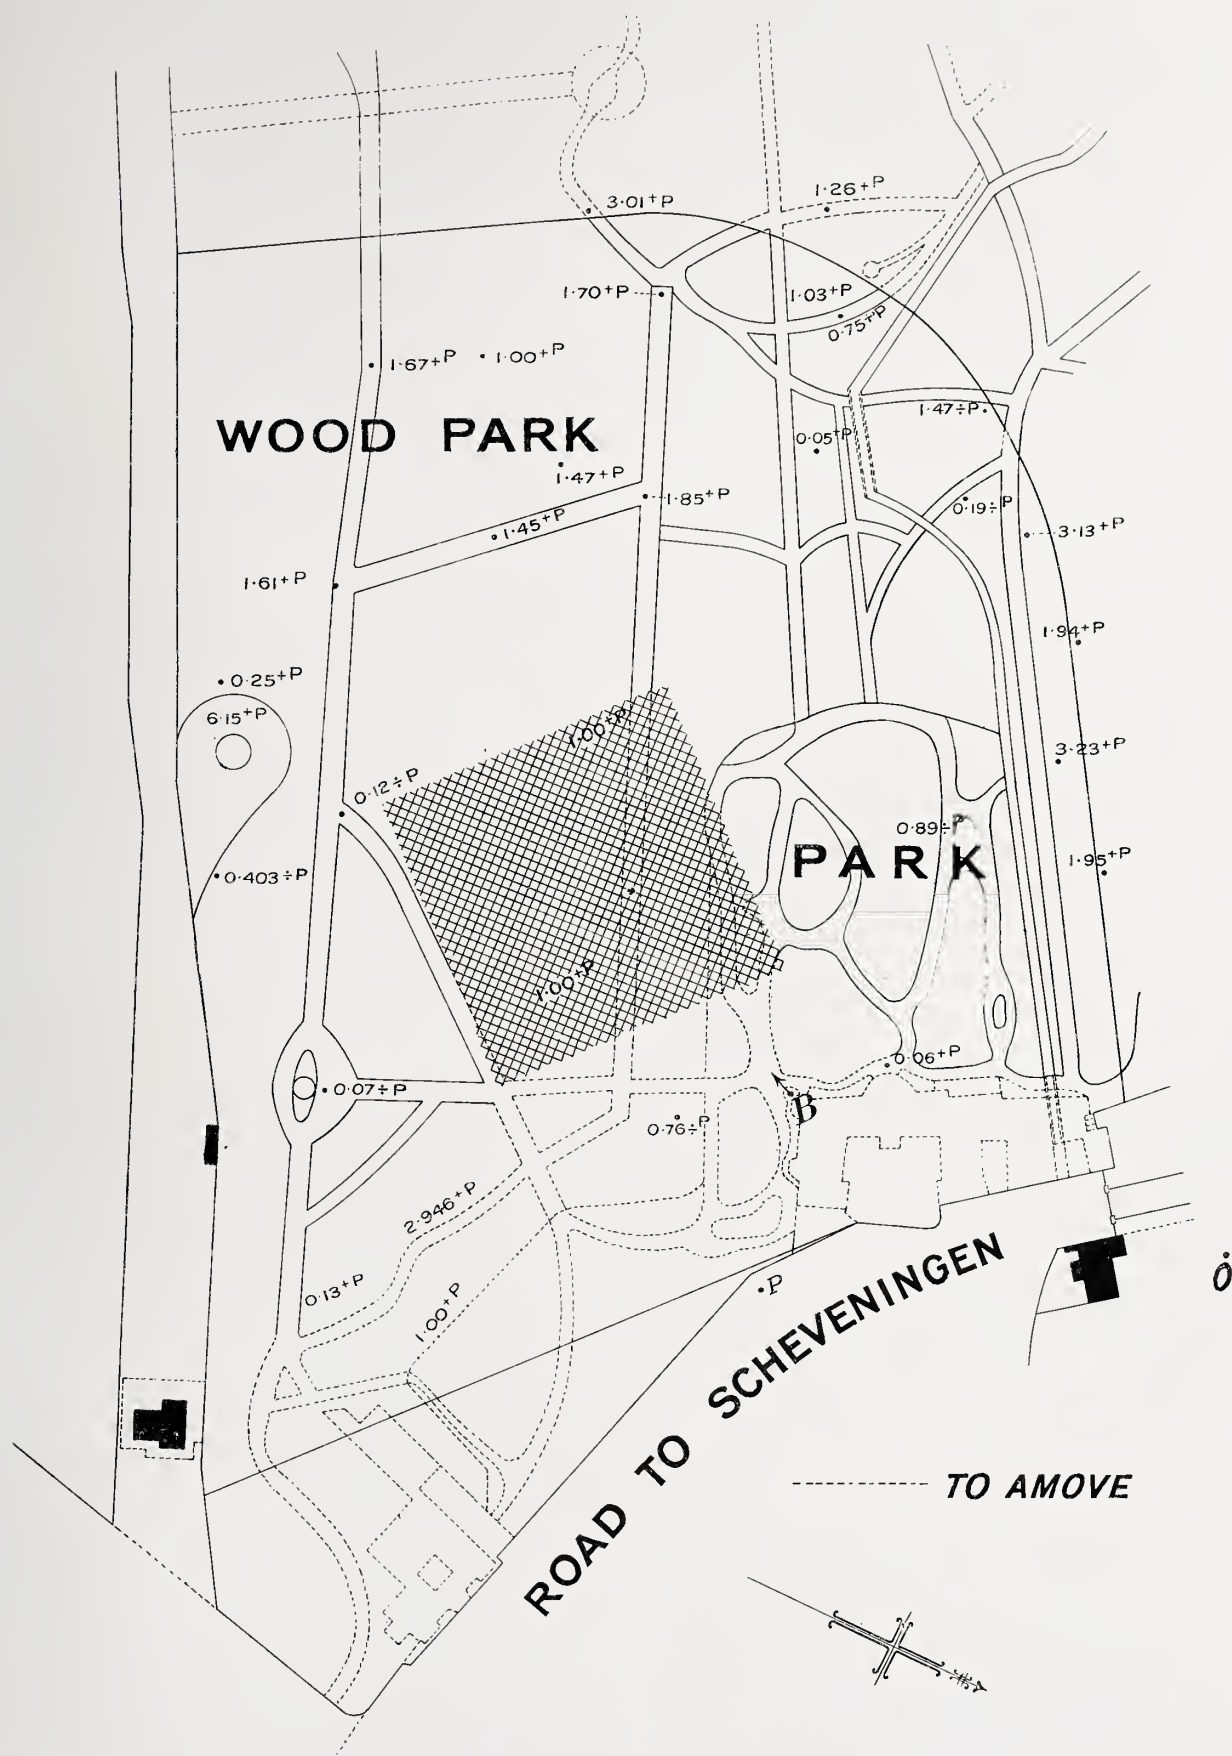 3·01+P
1·26+P
1·70+P
1·03+P
0·75+P
1·67+P
1·00+P
1·47÷P
WOOD PARK
0·05+P
1·47+P
1·85+P
0·19÷P
1·45+P
3·13+P
1·61+P
1·94+P
0·25+P
6·15+P
1·00+P
3·23+P
0·12÷P
0·89÷P
PARK
1·95+P
0·403÷P
1·00+P
0·06+P
0·07÷P
B
0·76÷P
2·946+P
0·13+P
1·00+P
P
ROAD TO SCHEVENINGEN
TO AMOVE